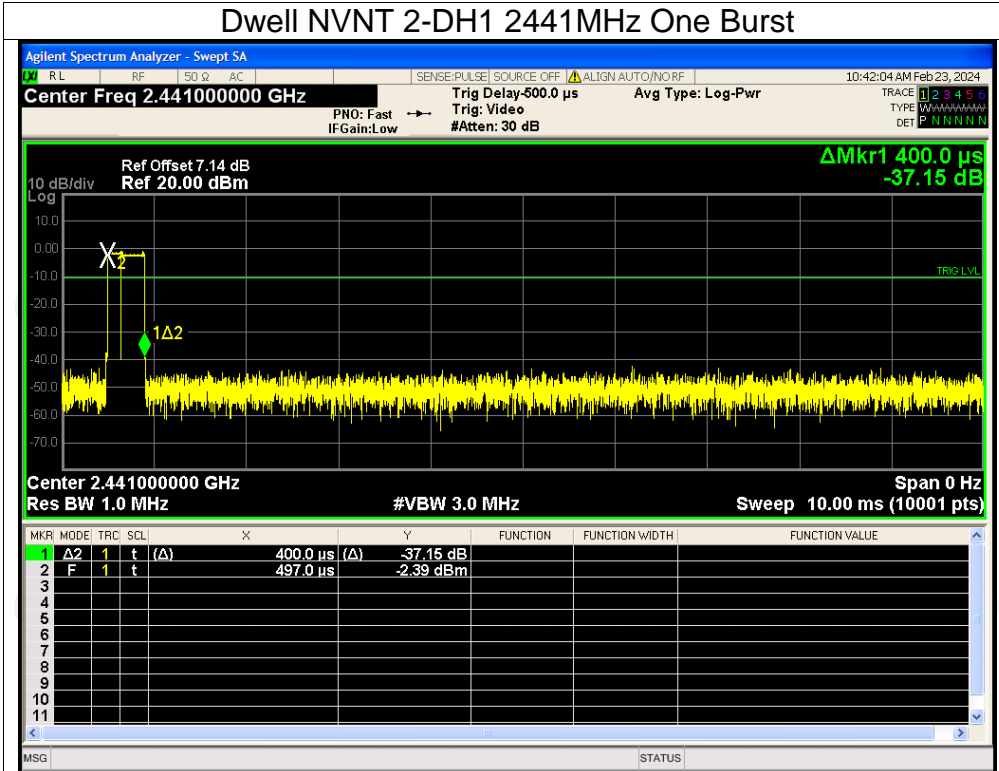 Dwell NVNT 2-DH1 2441MHz One Burst
Agilent Spectrum Analyzer - Swept SA
LXI RL RF 50 Ω AC SENSE:PULSE SOURCE OFF ALIGN AUTO/NO RF 10:42:04 AM Feb 23, 2024
Center Freq 2.441000000 GHz Trig Delay-500.0 µs Avg Type: Log-Pwr TRACE 1 2 3 4 5 6
PNO: Fast Trig: Video TYPE WWWWWW
IFGain:Low #Atten: 30 dB DET P N N N N N
ΔMkr1 400.0 µs
-37.15 dB
Ref Offset 7.14 dB
10 dB/div Ref 20.00 dBm
Log
10.0
0.00
X2
-10.0
TRIG LVL
-20.0
-30.0
1Δ2
-40.0
-50.0
-60.0
-70.0
Center 2.441000000 GHz Span 0 Hz
Res BW 1.0 MHz #VBW 3.0 MHz Sweep 10.00 ms (10001 pts)
MKR MODE TRC SCL X Y FUNCTION FUNCTION WIDTH FUNCTION VALUE
1 Δ2 1 t (Δ) 400.0 µs (Δ) -37.15 dB
2 F 1 t 497.0 µs -2.39 dBm
3
4
5
6
7
8
9
10
11
MSG STATUS